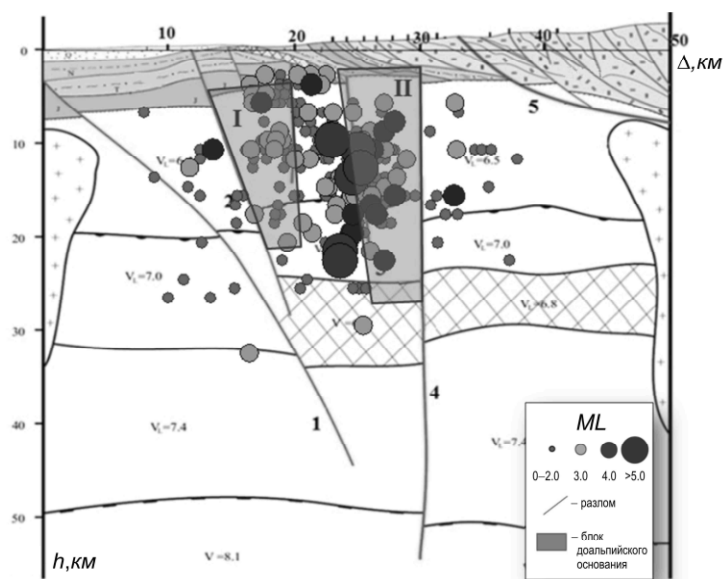 10
20
30
40
50
Δ, км
0
5
I
II
10
V_L=6
V_L=6.5
2
20
V_L=7.0
V_L=7.0
V_L=6.8
30
4
40
1
V_L=7.4
V_L=7.4
ML
0–2.0 3.0 4.0 >5.0
– разлом
– блок
доальпийского
основания
50
h, км
V=8.1